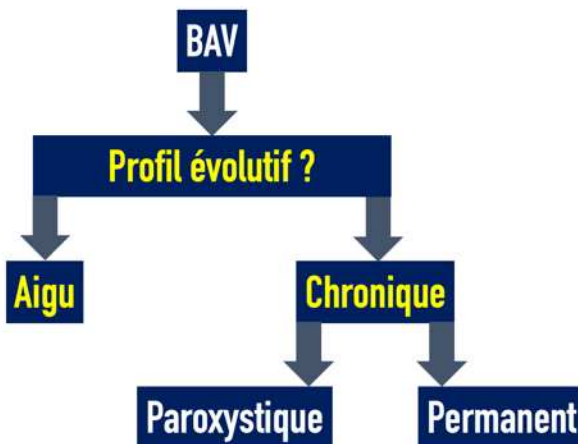 BAV
Profil évolutif ?
Aigu
Chronique
Paroxystique
Permanent